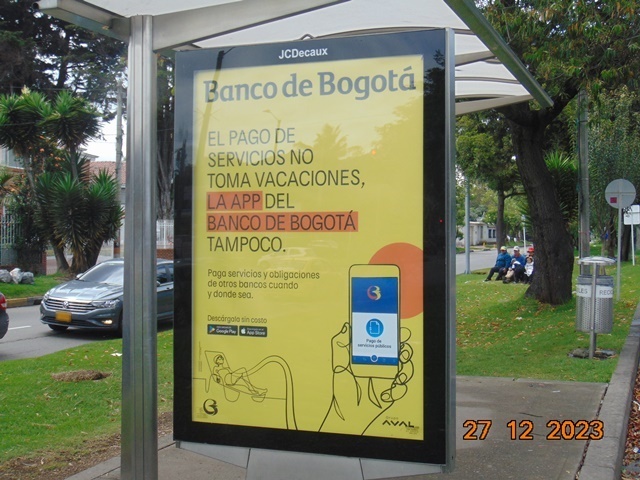 JCDecaux
Banco de Bogotá
EL PAGO DE
SERVICIOS NO
TOMA VACACIONES,
LA APP DEL
BANCO DE BOGOTÁ
TAMPOCO.
Paga servicios y obligaciones
de otros bancos cuando
y donde sea.
Descárgala sin costo
Google Play
App Store
Pago de
servicios públicos
AVAL
27 12 2023